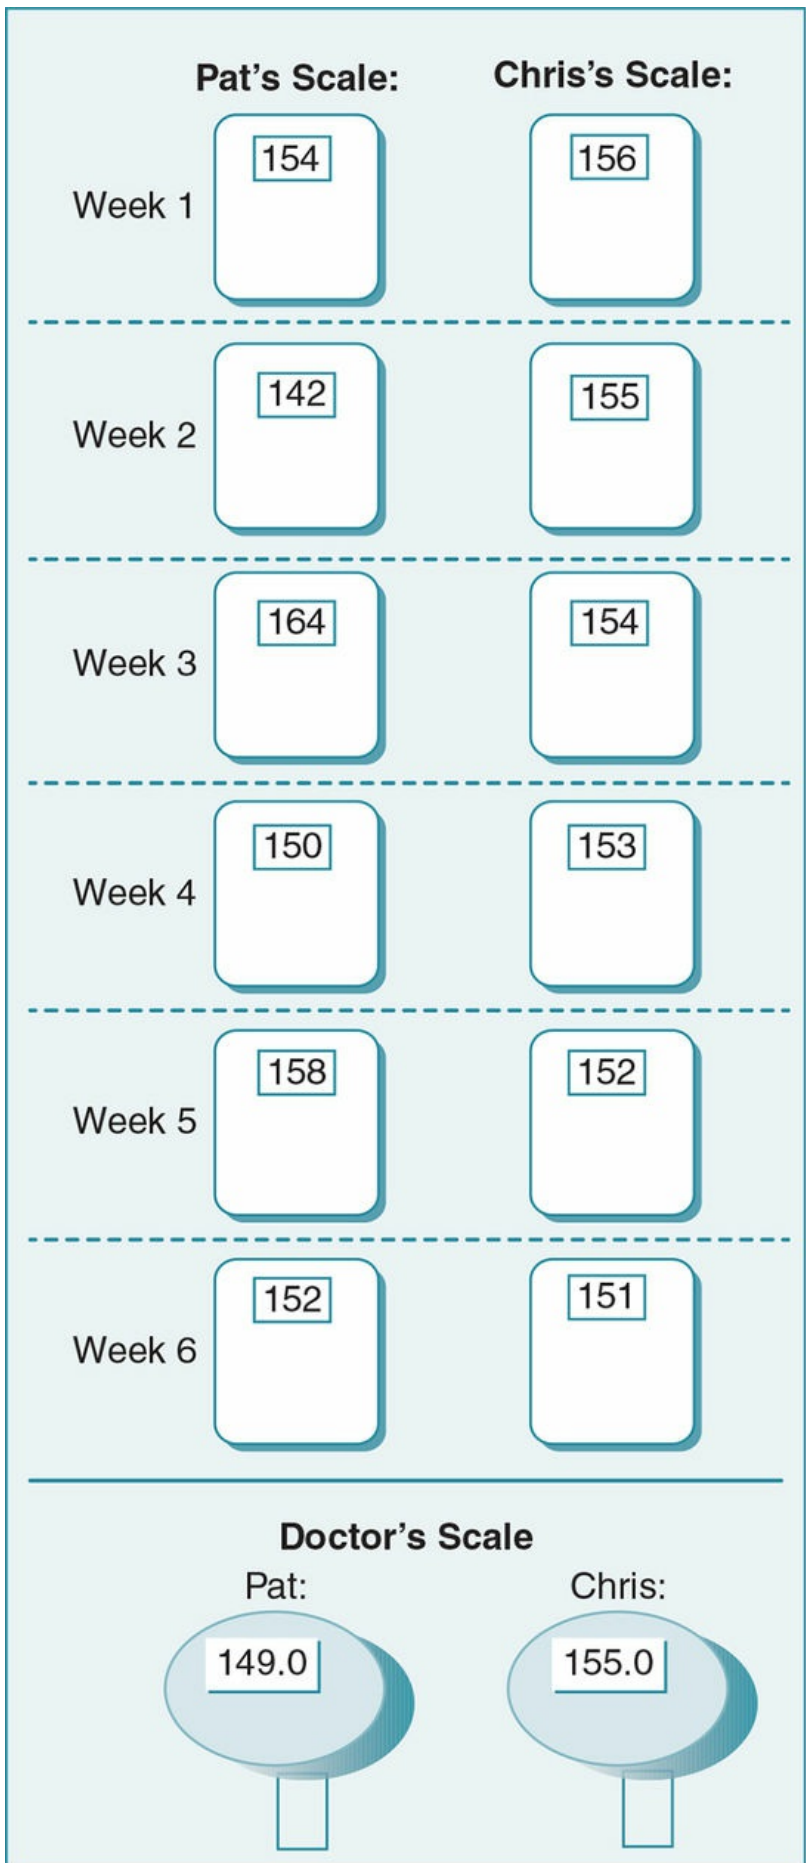 Pat's Scale: Chris's Scale:
154 156
Week 1
142 155
Week 2
164 154
Week 3
150 153
Week 4
158 152
Week 5
152 151
Week 6
Doctor's Scale
Pat: Chris:
149.0 155.0